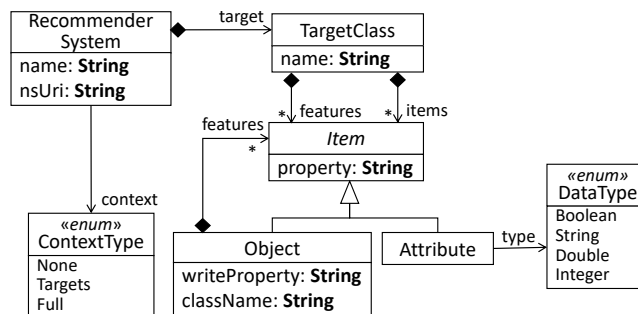 Recommender
System
name: String
nsUri: String
target
TargetClass
name: String
* features
* items
features
*
Item
property: String
context
«enum»
ContextType
None
Targets
Full
Object
writeProperty: String
className: String
Attribute
type
«enum»
DataType
Boolean
String
Double
Integer